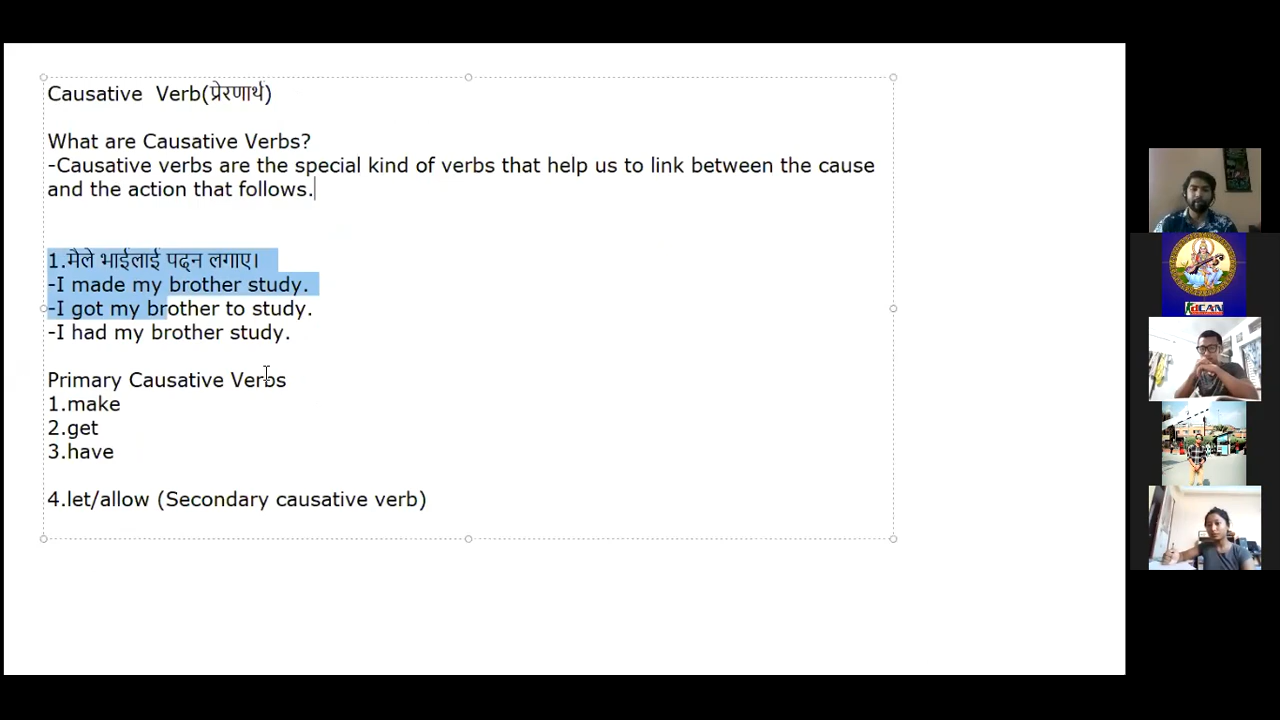 Causative  Verb(प्रेरणार्थ)
What are Causative Verbs?
-Causative verbs are the special kind of verbs that help us to link between the cause
and the action that follows.
1.मैले भाईलाई पढ्न लगाए।
-I made my brother study.
-I got my brother to study.
-I had my brother study.
Primary Causative Verbs
1.make
2.get
3.have
4.let/allow (Secondary causative verb)